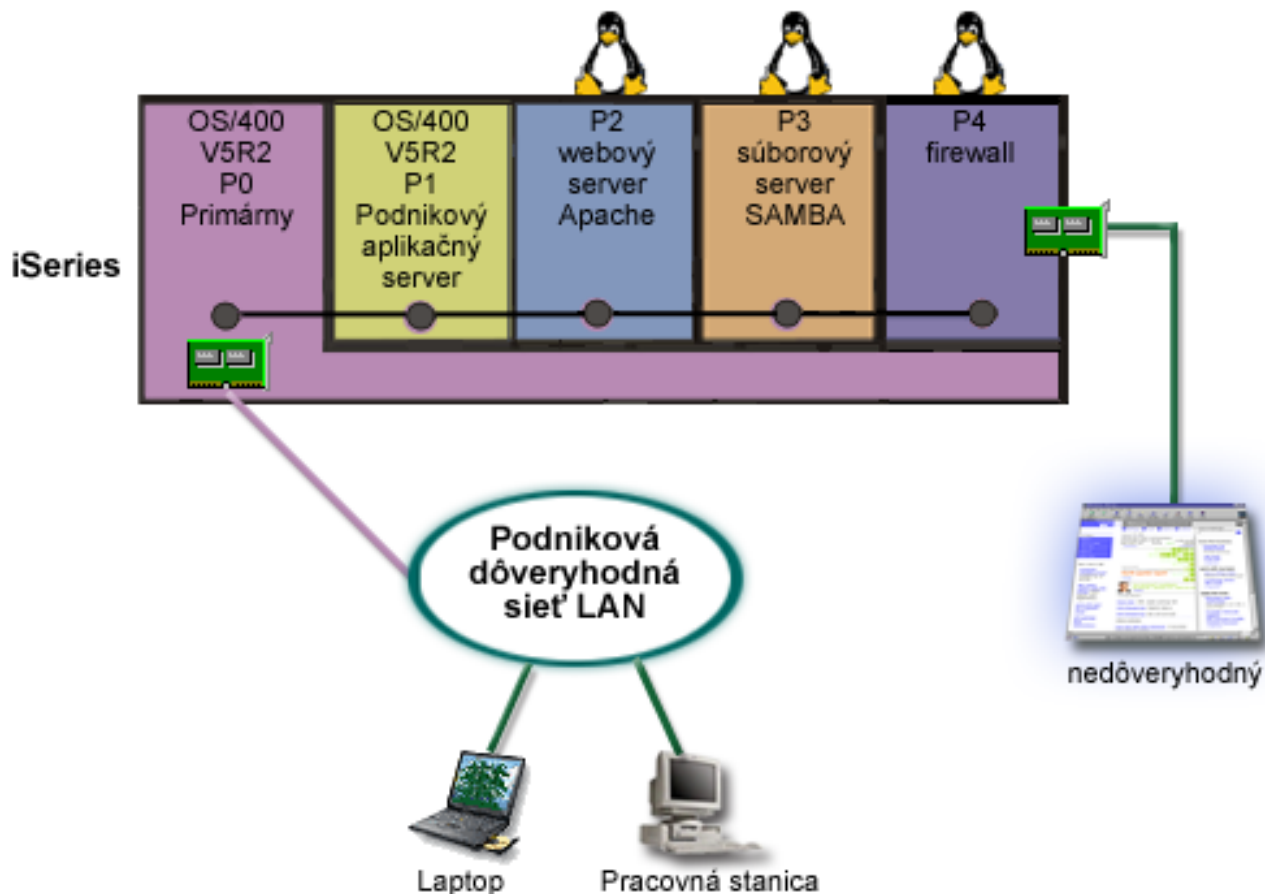 OS/400
V5R2
P0
Primárny
OS/400
V5R2
P1
Podnikový
aplikačný
server
P2
webový
server
Apache
P3
súborový
server
SAMBA
P4
firewall
iSeries
Podniková
dôveryhodná
sieť LAN
nedôveryhodný
Laptop
Pracovná stanica